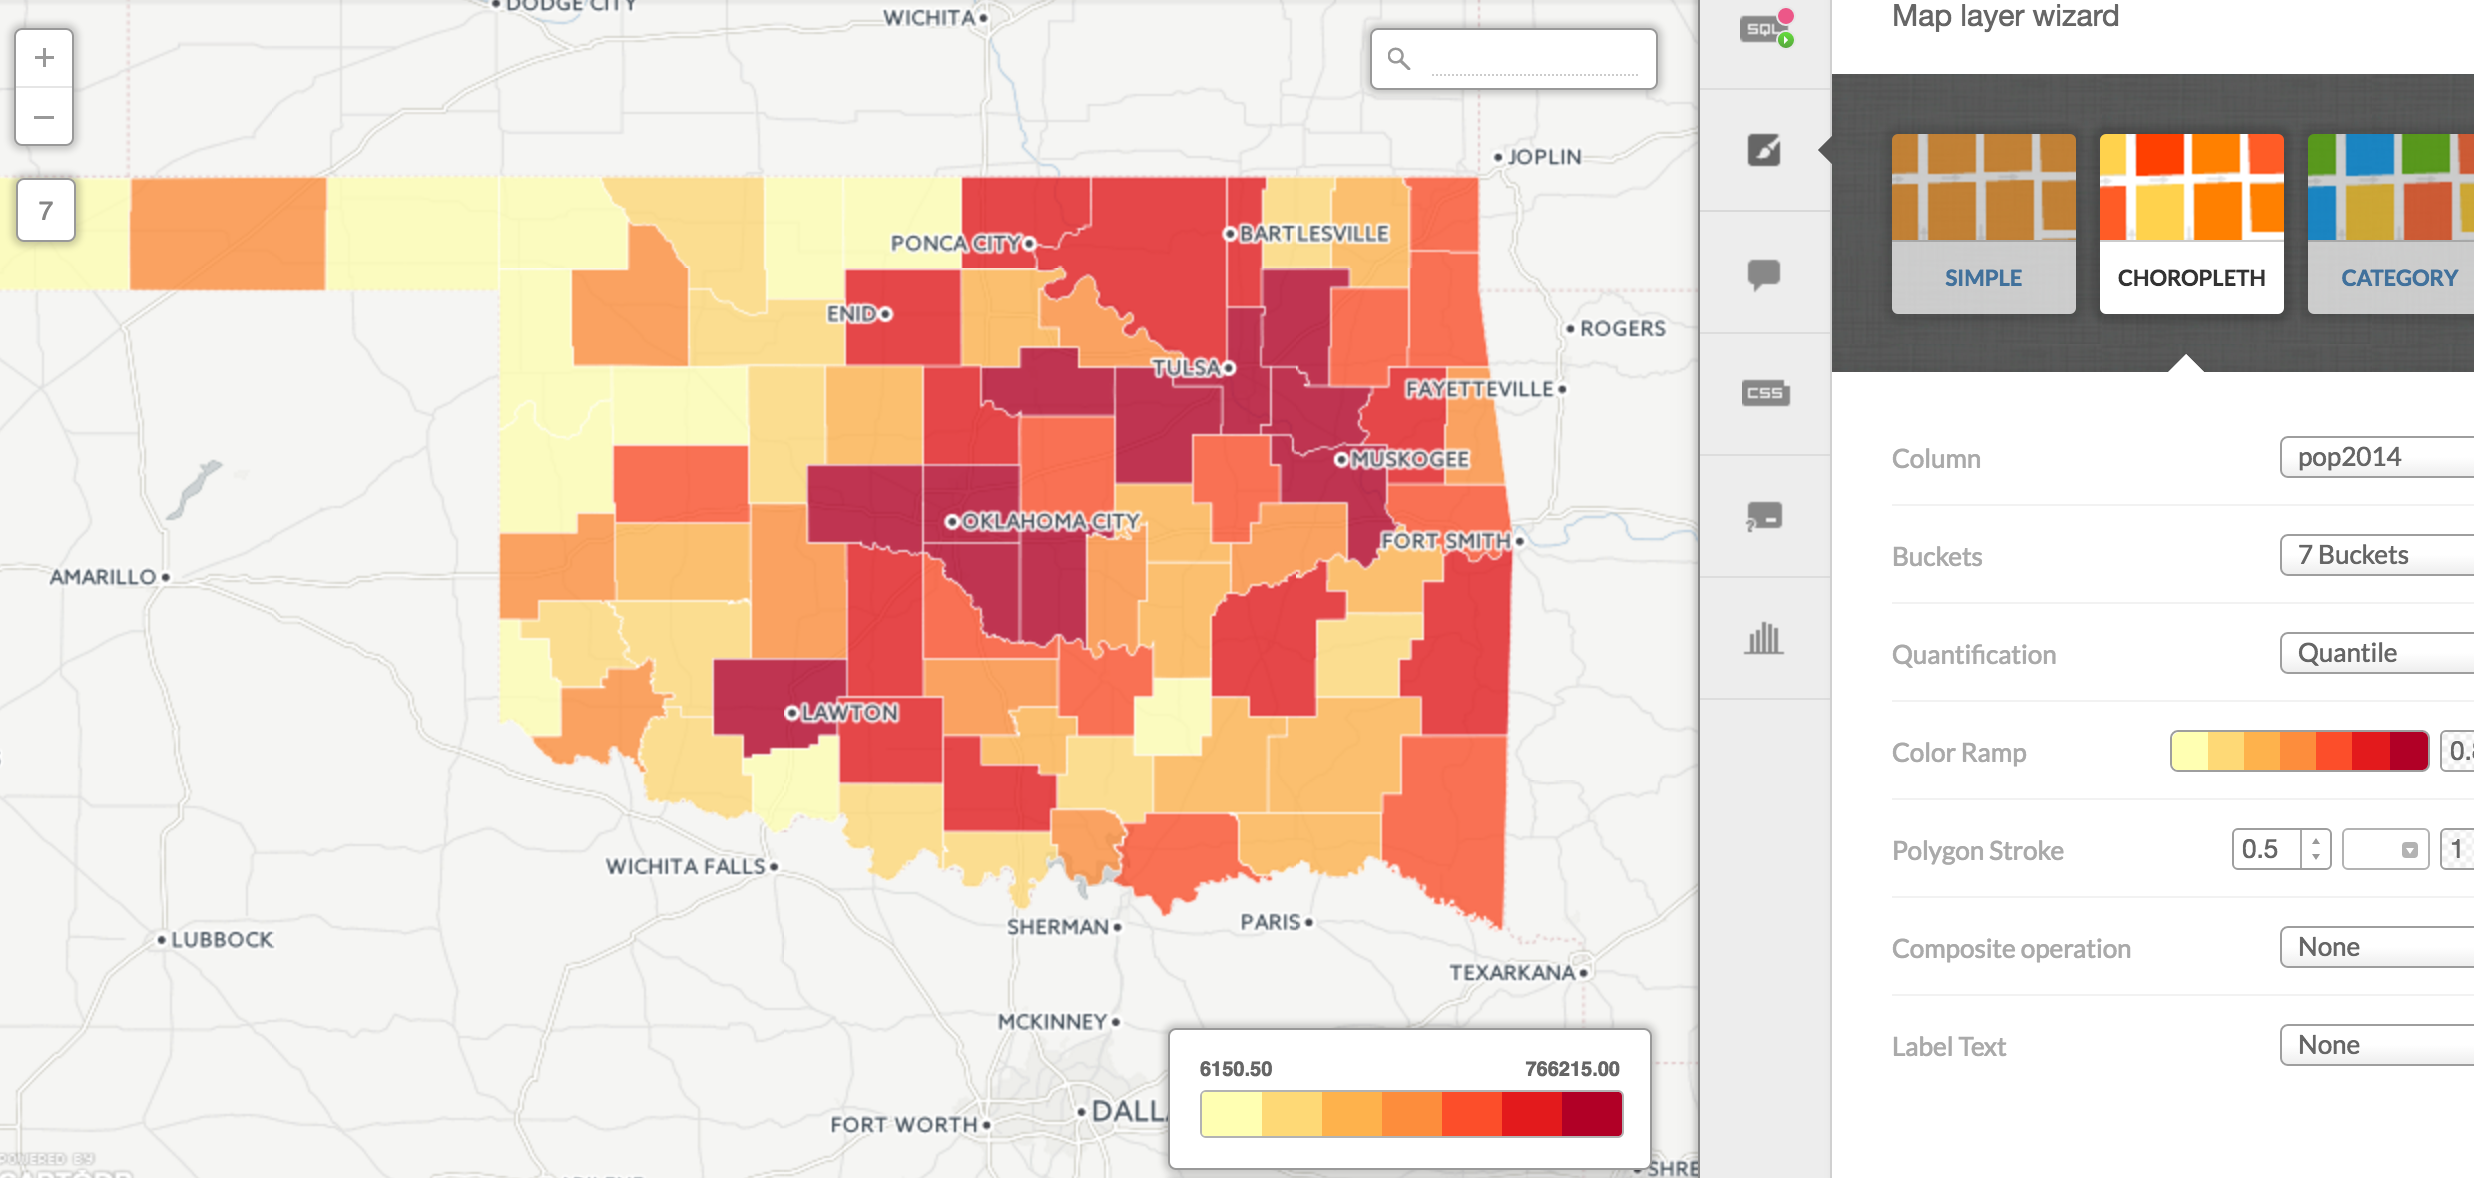 DODGE CITY
WICHITA
+
−
7
JOPLIN
PONCA CITY
BARTLESVILLE
ENID
ROGERS
TULSA
FAYETTEVILLE
MUSKOGEE
OKLAHOMA CITY
FORT SMITH
AMARILLO
LAWTON
WICHITA FALLS
SHERMAN
PARIS
LUBBOCK
TEXARKANA
MCKINNEY
6150.50 766215.00
DALL
FORT WORTH
POWERED BY
SHRE
SQL
CSS
?
Map layer wizard
SIMPLE
CHOROPLETH
CATEGORY
Column pop2014
Buckets 7 Buckets
Quantification Quantile
Color Ramp
Polygon Stroke 0.5 1
Composite operation None
Label Text None